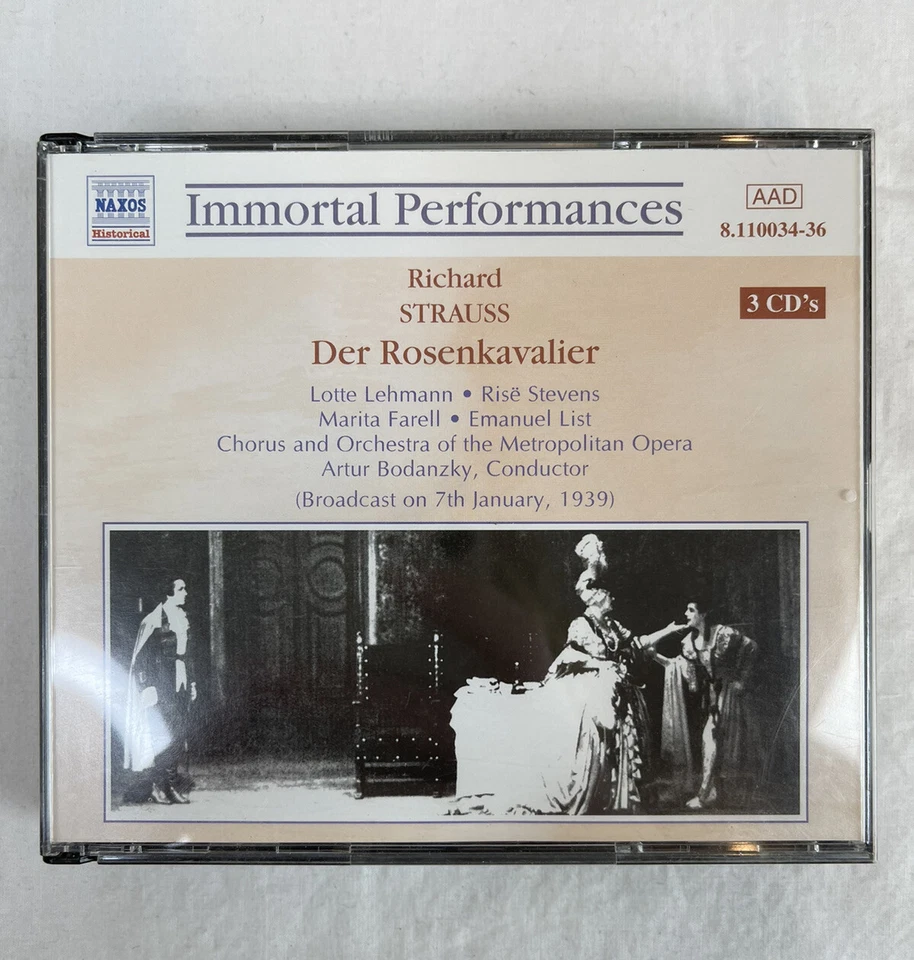 NAXOS
Historical
Immortal Performances
AAD
8.110034-36
3 CD's
Richard
STRAUSS
Der Rosenkavalier
Lotte Lehmann • Risë Stevens
Marita Farell • Emanuel List
Chorus and Orchestra of the Metropolitan Opera
Artur Bodanzky, Conductor
(Broadcast on 7th January, 1939)